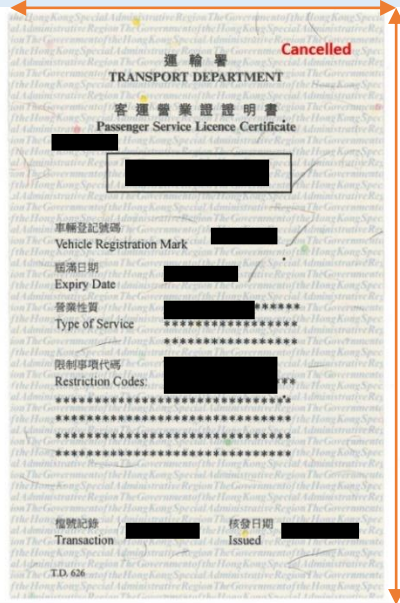 Cancelled
運輸署
TRANSPORT DEPARTMENT
客運營業證證明書
Passenger Service Licence Certificate
車輛登記號碼
Vehicle Registration Mark
屆滿日期
Expiry Date
營業性質
Type of Service
限制事項代碼
Restriction Codes:
檔號記錄 核發日期
Transaction Issued
T.D. 626